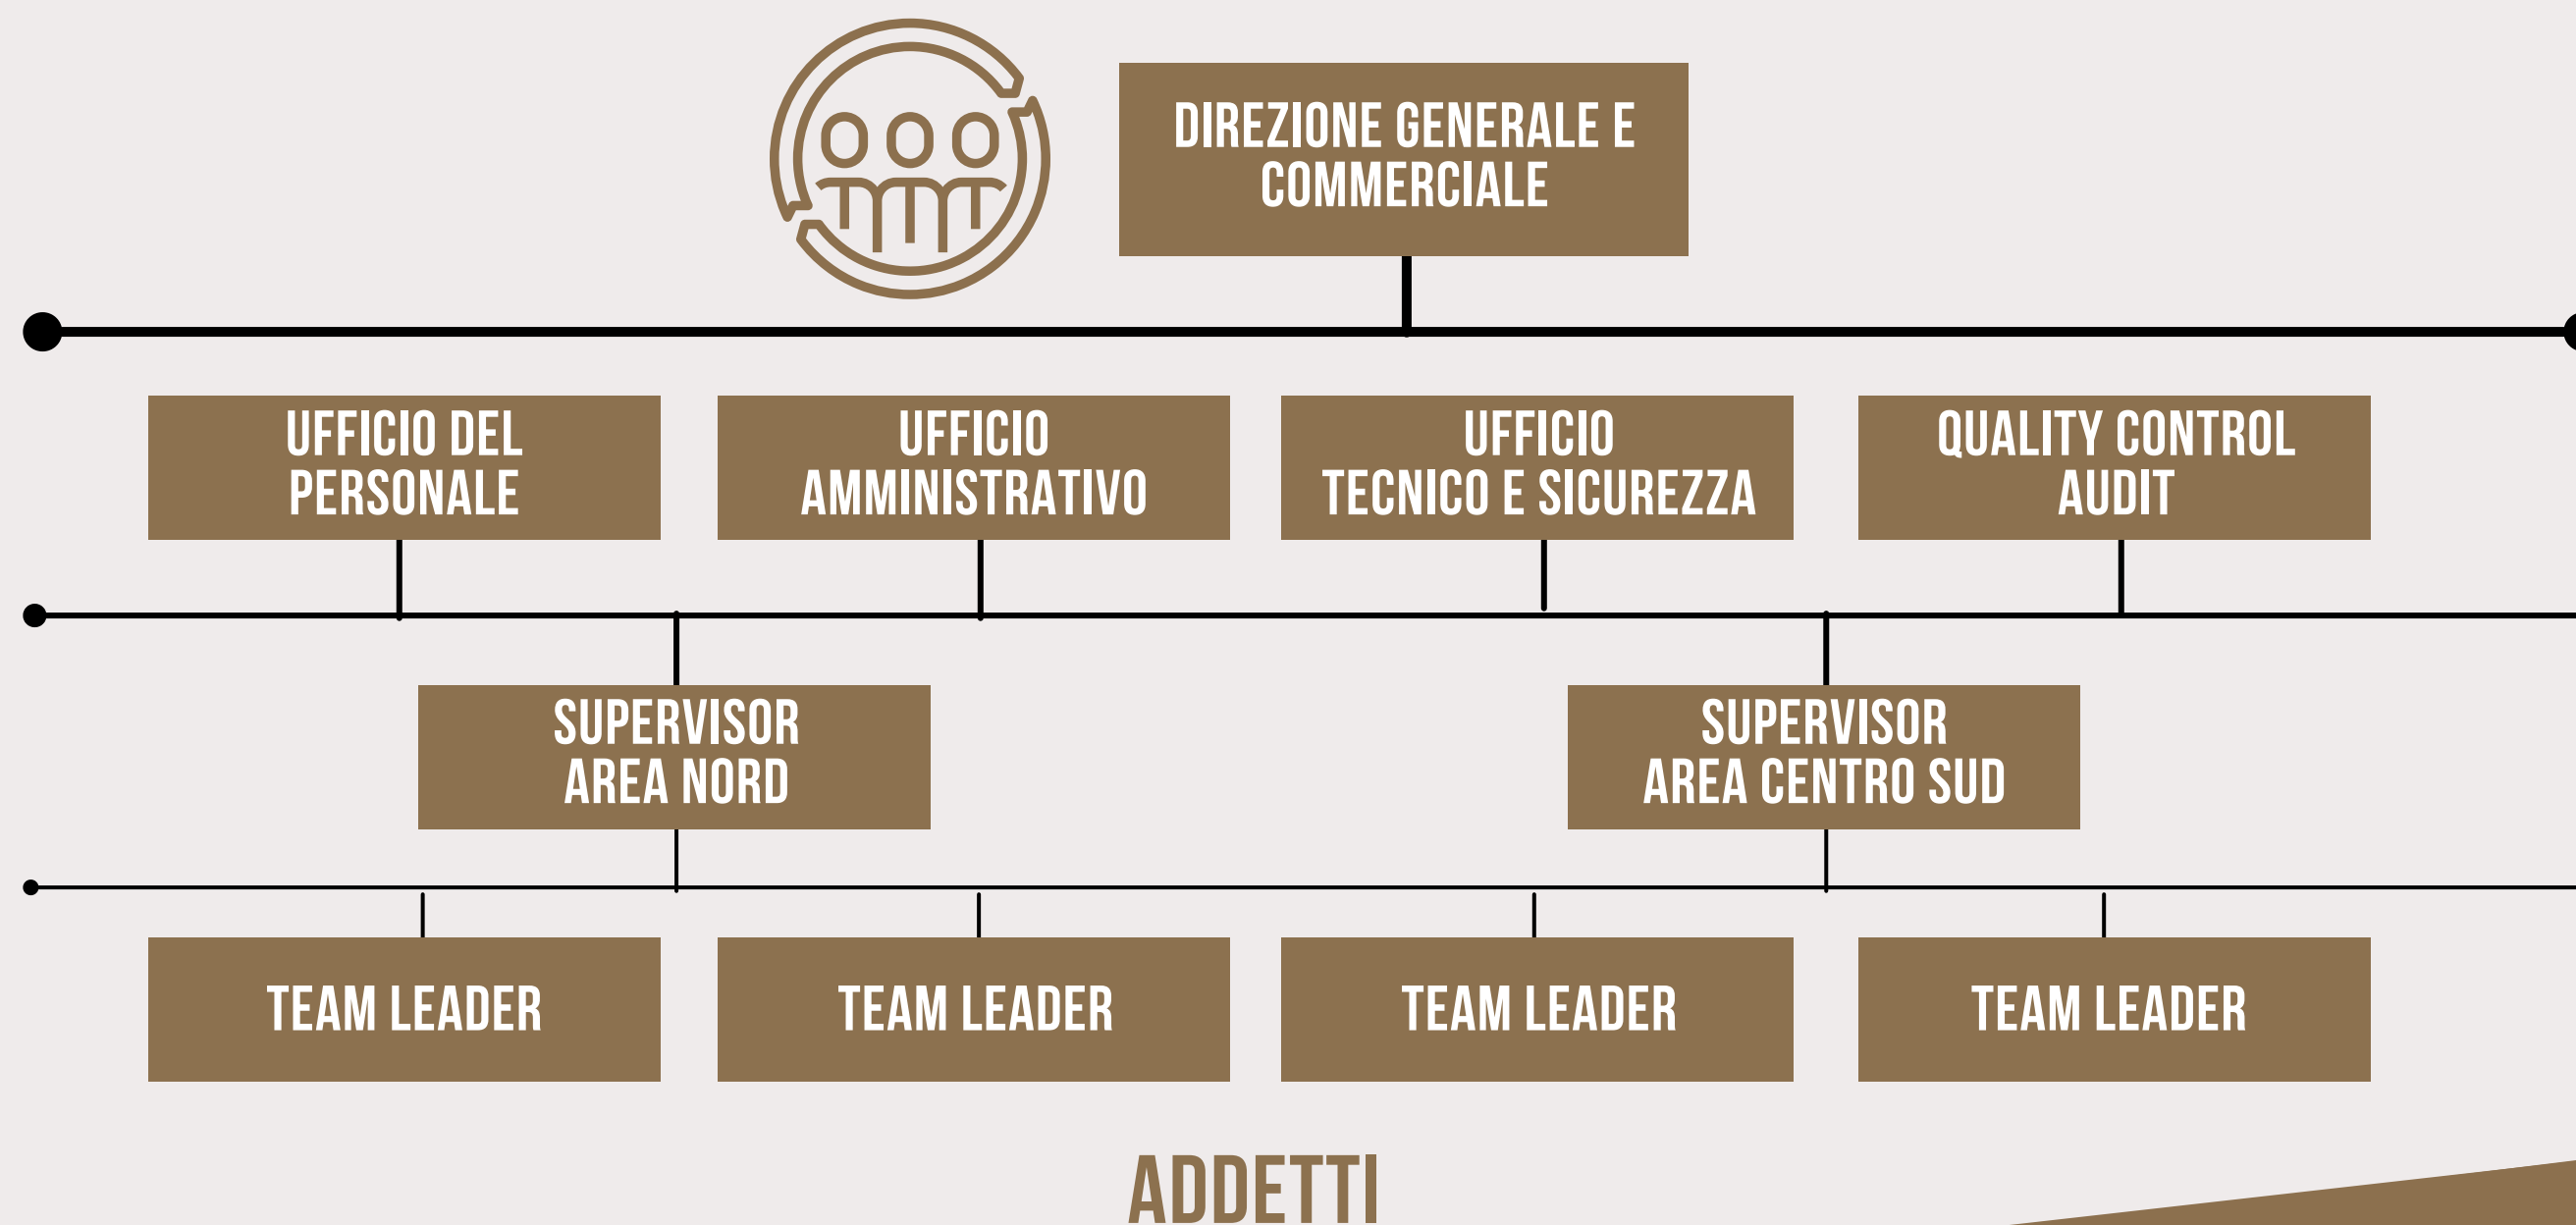 DIREZIONE GENERALE E
COMMERCIALE
UFFICIO DEL
PERSONALE
UFFICIO
AMMINISTRATIVO
UFFICIO
TECNICO E SICUREZZA
QUALITY CONTROL
AUDIT
SUPERVISOR
AREA NORD
SUPERVISOR
AREA CENTRO SUD
TEAM LEADER
TEAM LEADER
TEAM LEADER
TEAM LEADER
ADDETTI